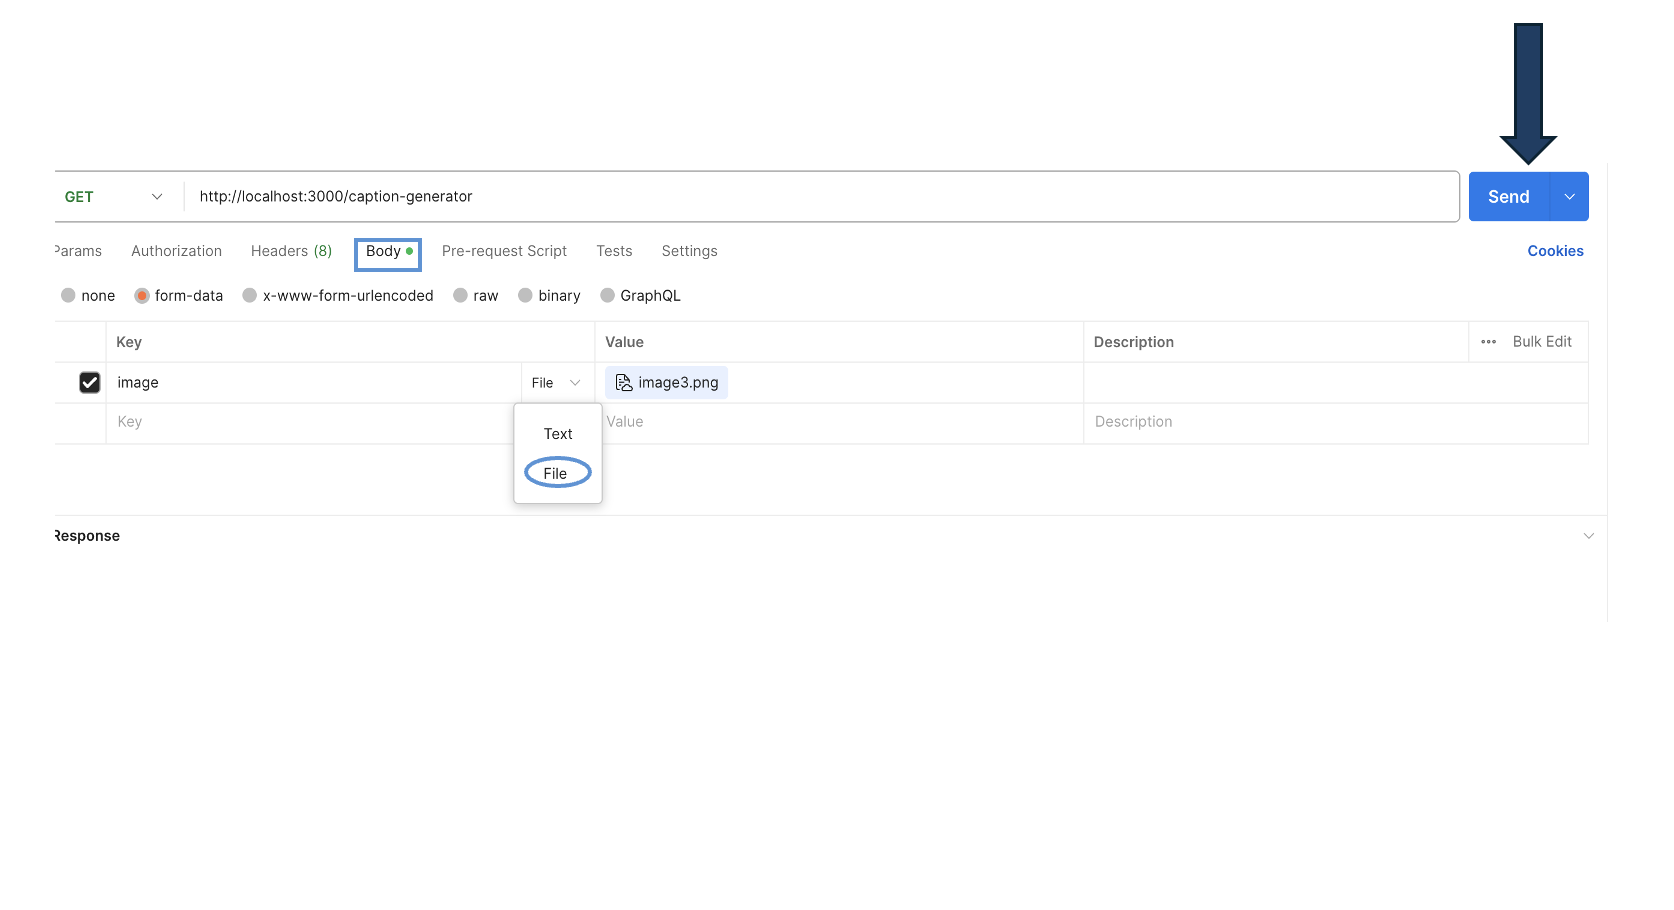 GET http://localhost:3000/caption-generator Send
Params Authorization Headers (8) Body Pre-request Script Tests Settings Cookies
none form-data x-www-form-urlencoded raw binary GraphQL
Key Value Description ••• Bulk Edit
image File image3.png
Key Value Description
Text
File
Response